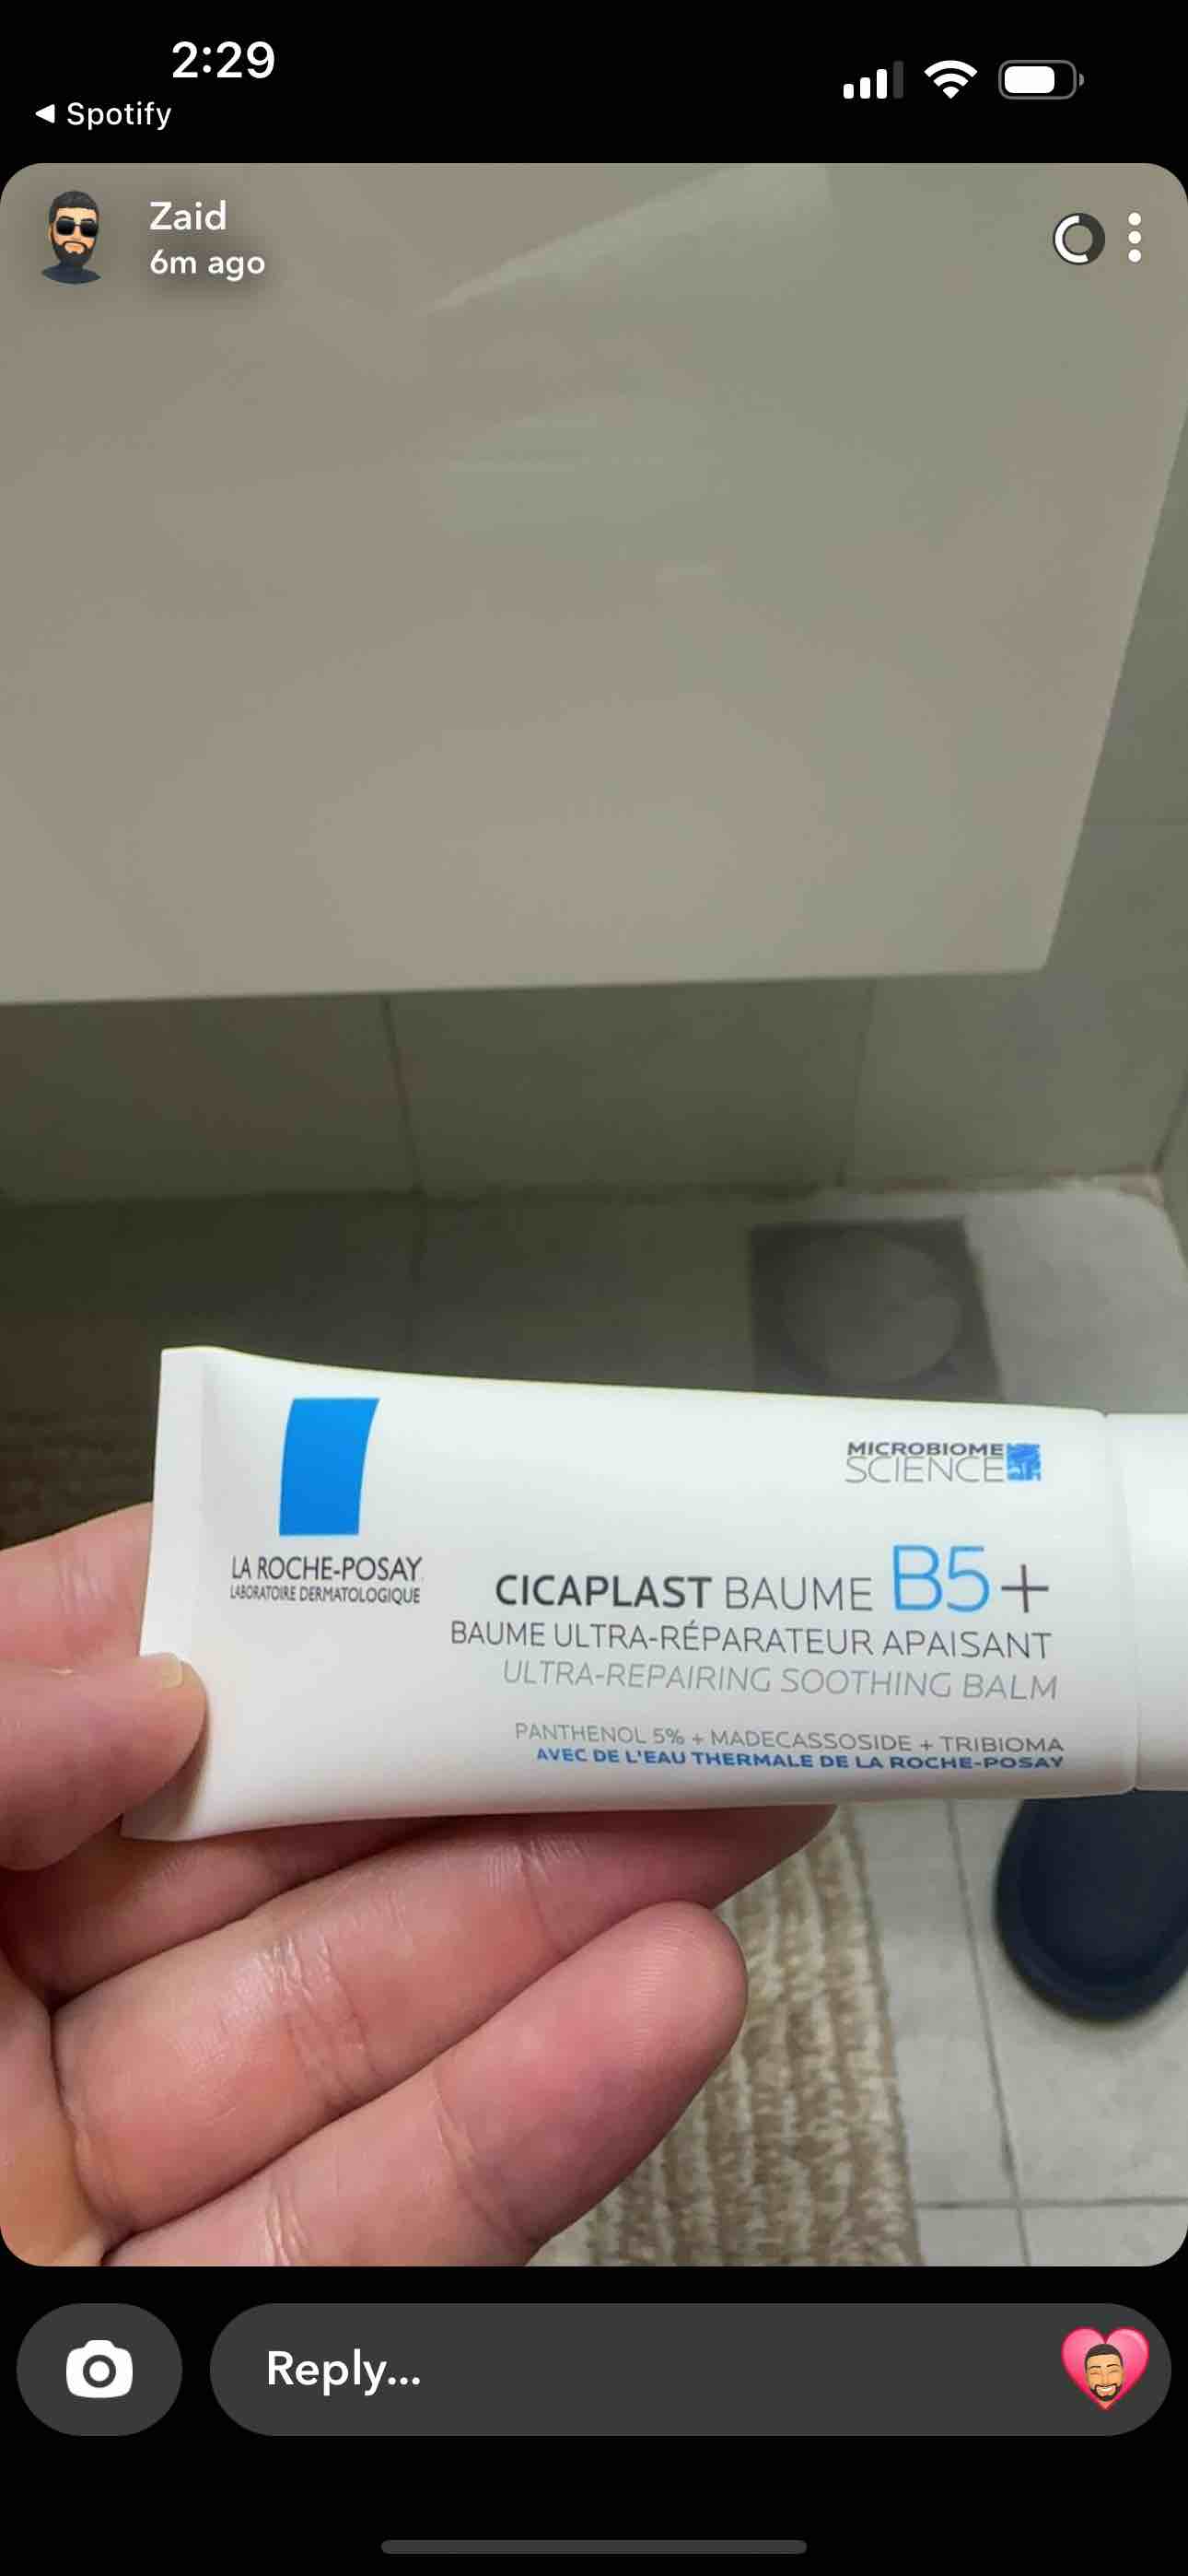 2:29
Spotify
Zaid
6m ago
MICROBIOME
SCIENCE
LA ROCHE-POSAY
LABORATOIRE DERMATOLOGIQUE
CICAPLAST BAUME B5+
BAUME ULTRA-RÉPARATEUR APAISANT
ULTRA-REPAIRING SOOTHING BALM
PANTHENOL 5% + MADECASSOSIDE + TRIBIOMA
AVEC DE L'EAU THERMALE DE LA ROCHE-POSAY
Reply...